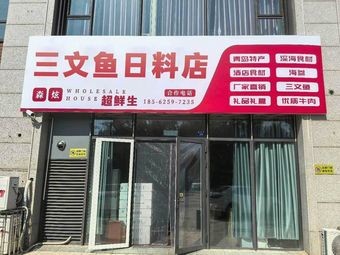 三文鱼日料店
森炫
WHOLESALE
HOUSE
超鲜生
合作电话
185-6259-7235
青岛特产
深海食材
酒店食材
海参
厂家直销
三文鱼
礼品礼盒
优质牛肉